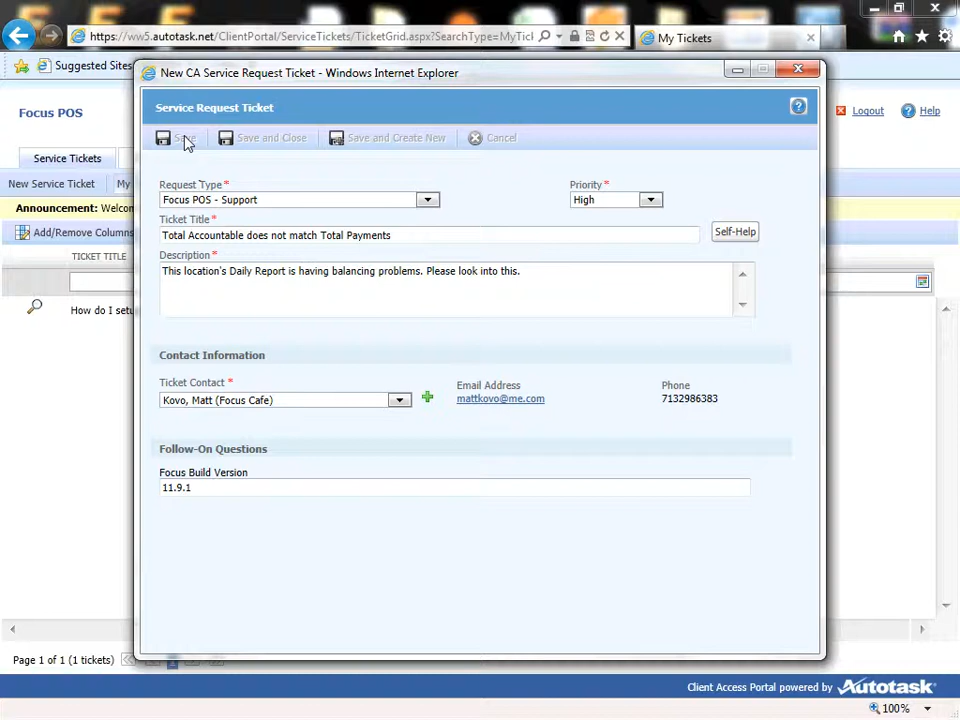 https://ww5.autotask.net/ClientPortal/ServiceTickets/TicketGrid.aspx?SearchType=MyTic
My Tickets
Suggested Sites
New CA Service Request Ticket - Windows Internet Explorer
Focus POS
Service Request Ticket
Logout
Help
Save
Save and Close
Save and Create New
Cancel
Service Tickets
New Service Ticket
My
Request Type *
Priority *
Focus POS - Support
High
Announcement: Welcom
Ticket Title *
Add/Remove Columns
Total Accountable does not match Total Payments
Self-Help
TICKET TITLE
Description *
This location's Daily Report is having balancing problems. Please look into this.
How do I setu
Contact Information
Ticket Contact *
Email Address
Phone
Kovo, Matt (Focus Cafe)
mattkovo@me.com
7132986383
Follow-On Questions
Focus Build Version
11.9.1
Page 1 of 1 (1 tickets)
Client Access Portal powered by Autotask
100%